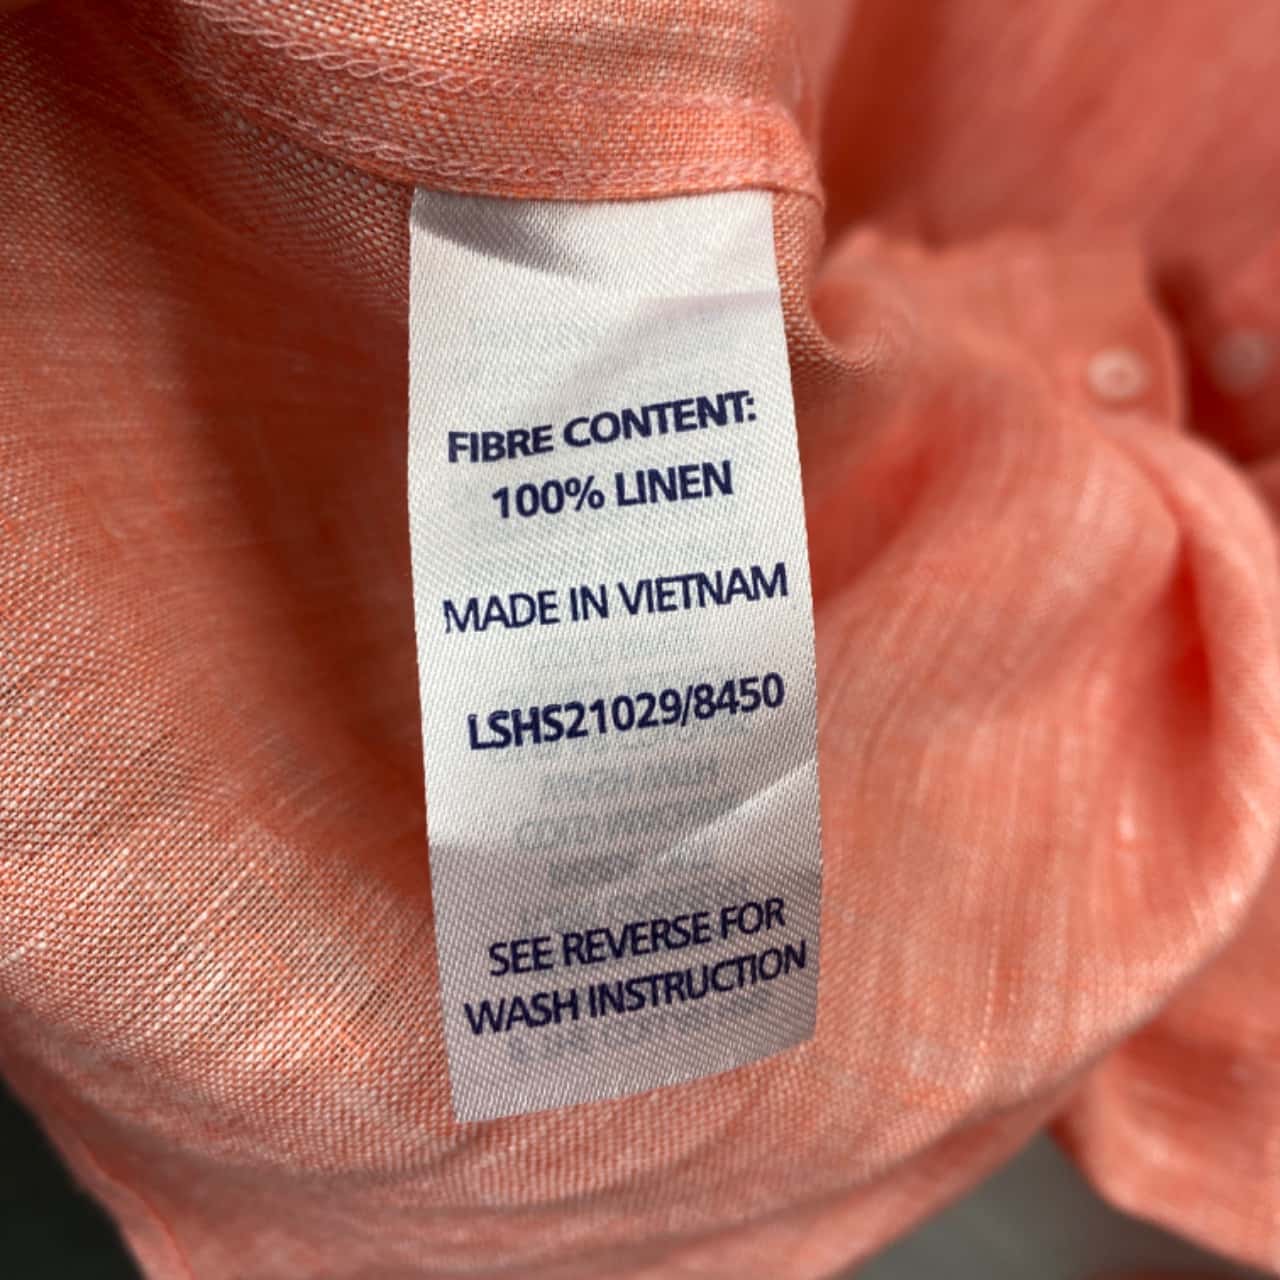 FIBRE CONTENT:
100% LINEN
MADE IN VIETNAM
LSHS21029/8450
SEE REVERSE FOR
WASH INSTRUCTION